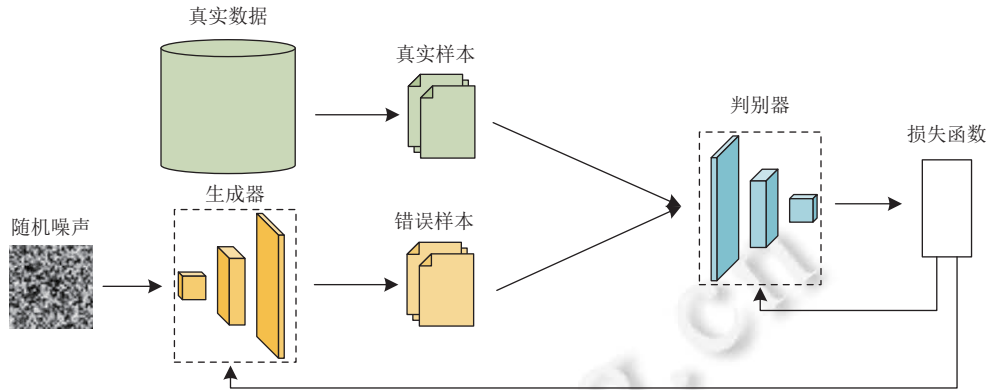 真实数据
真实样本
判别器
损失函数
生成器
随机噪声
错误样本